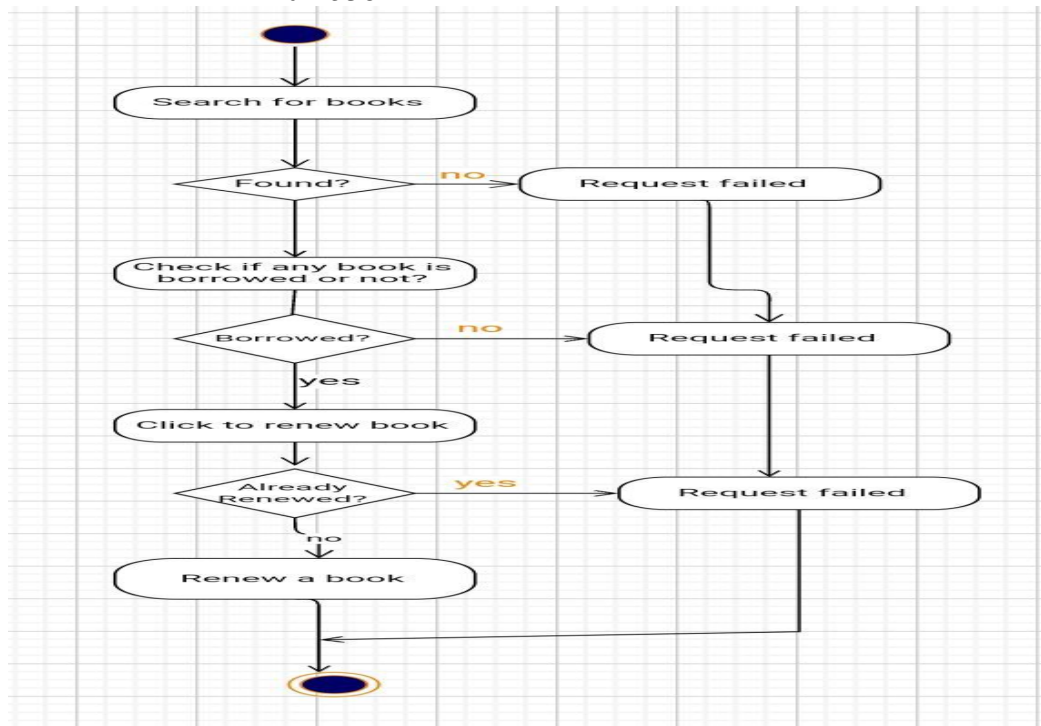 Search for books
Found?
no
Request failed
Check if any book is
borrowed or not?
Borrowed?
no
Request failed
yes
Click to renew book
Already
Renewed?
yes
Request failed
no
Renew a book